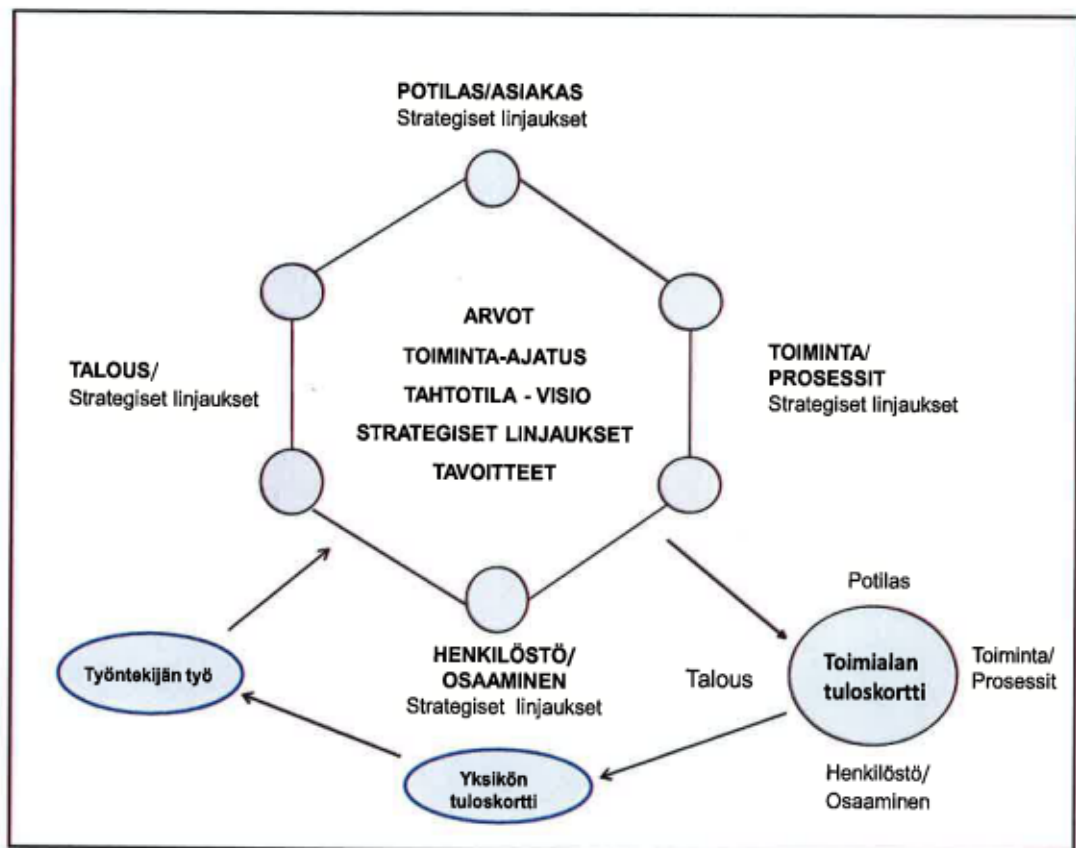 POTILAS/ASIAKAS
Strategiset linjaukset
ARVOT
TOIMINTA-AJATUS
TAHTOTILA - VISIO
STRATEGISET LINJAUKSET
TAVOITTEET
TALOUS/
Strategiset linjaukset
TOIMINTA/
PROSESSIT
Strategiset linjaukset
HENKILÖSTÖ/
OSAAMINEN
Strategiset linjaukset
Potilas
Talous
Toimialan
tuloskortti
Toiminta/
Prosessit
Henkilöstö/
Osaaminen
Yksikön
tuloskortti
Työntekijän työ